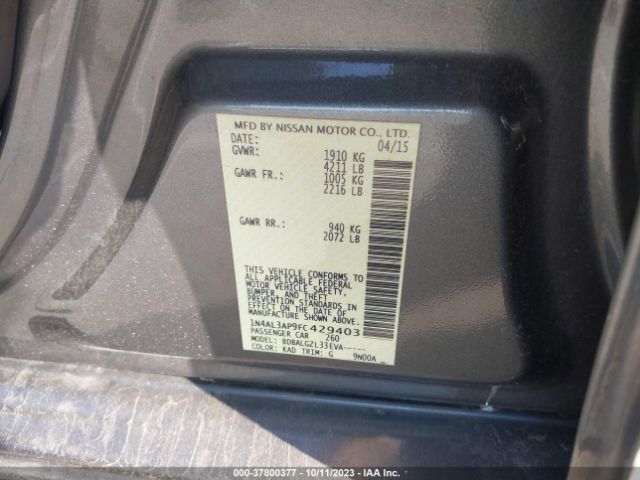 MFD BY NISSAN MOTOR CO., LTD.
DATE: 04/15
GVWR: 1910 KG
4211 LB
GAWR FR.: 1005 KG
2216 LB
GAWR RR.: 940 KG
2072 LB
THIS VEHICLE CONFORMS TO
ALL APPLICABLE FEDERAL
MOTOR VEHICLE SAFETY,
BUMPER, AND THEFT
PREVENTION STANDARDS IN
EFFECT ON THE DATE OF
MANUFACTURE SHOWN ABOVE.
1N4AL3AP9FC429403
PASSENGER CAR 260
MODEL: BDBALGZL33EVA-----
COLOR: KAD TRIM: G 9N00A
000-37800377 - 10/11/2023 - IAA Inc.